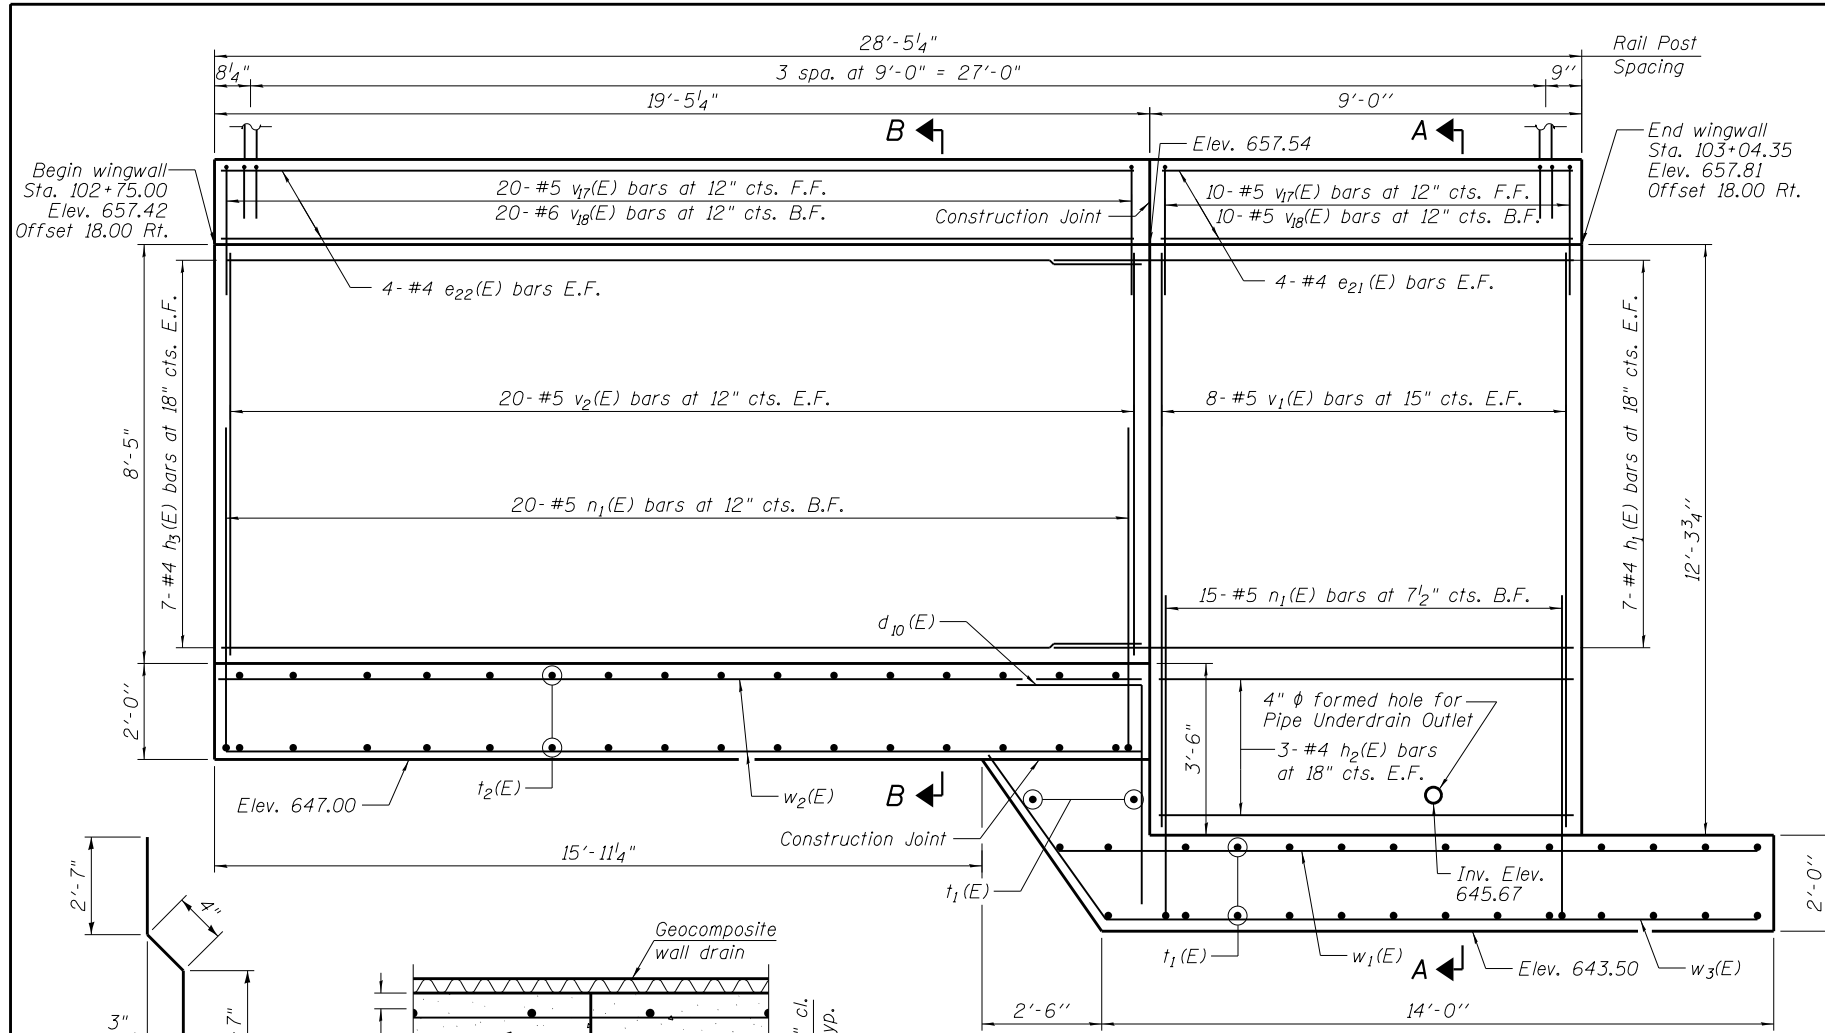 28'-5¼"
Rail Post
Spacing
8¼"
3 spa. at 9'-0" = 27'-0"
9"
19'-5¼"
9'-0"
B
A
Elev. 657.54
Begin wingwall
Sta. 102+75.00
Elev. 657.42
Offset 18.00 Rt.
End wingwall
Sta. 103+04.35
Elev. 657.81
Offset 18.00 Rt.
20-#5 v17(E) bars at 12" cts. F.F.
20-#6 v18(E) bars at 12" cts. B.F.
Construction Joint
10-#5 v17(E) bars at 12" cts. F.F.
10-#5 v18(E) bars at 12" cts. B.F.
4-#4 e22(E) bars E.F.
4-#4 e21(E) bars E.F.
7-#4 h3(E) bars at 18" cts. E.F.
8'-5"
20-#5 v2(E) bars at 12" cts. E.F.
8-#5 v1(E) bars at 15" cts. E.F.
7-#4 h1(E) bars at 18" cts. E.F.
12'-3¾"
20-#5 n1(E) bars at 12" cts. B.F.
15-#5 n1(E) bars at 7½" cts. B.F.
d10(E)
2'-0"
4" ϕ formed hole for
Pipe Underdrain Outlet
3'-6"
3-#4 h2(E) bars
at 18" cts. E.F.
Elev. 647.00
t2(E)
w2(E)
B
Construction Joint
15'-11¼"
t1(E)
Inv. Elev.
645.67
2'-0"
2'-7"
4"
Geocomposite
wall drain
t1(E)
w1(E)
A
Elev. 643.50
w3(E)
2'-6"
14'-0"
3"
-7"
" cl.
yp.